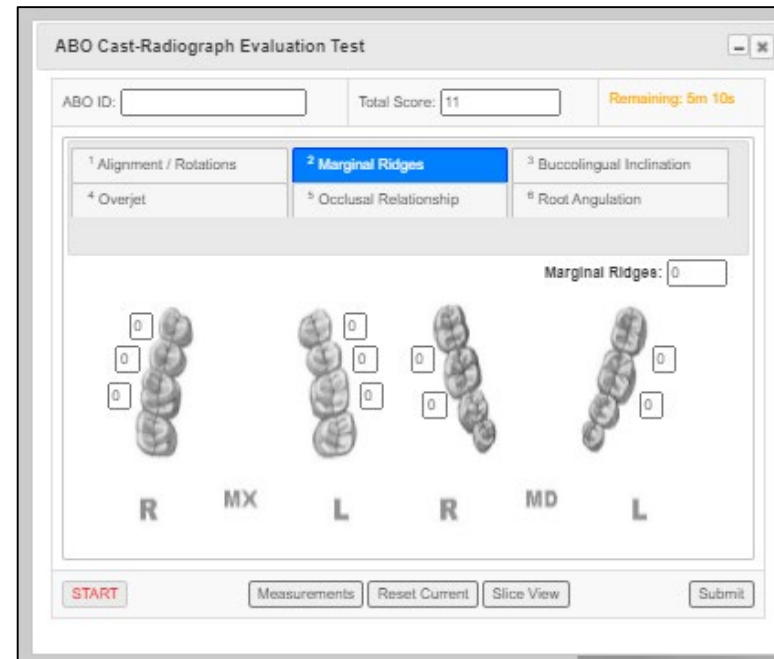 ABO Cast-Radiograph Evaluation Test
ABO ID: Total Score: 11 Remaining: 5m 10s
1 Alignment / Rotations 2 Marginal Ridges 3 Buccolingual Inclination
4 Overjet 5 Occlusal Relationship 6 Root Angulation
Marginal Ridges: 0
0 0
0 0 0 0
0 0 0 0
R MX L R MD L
START Measurements Reset Current Slice View Submit